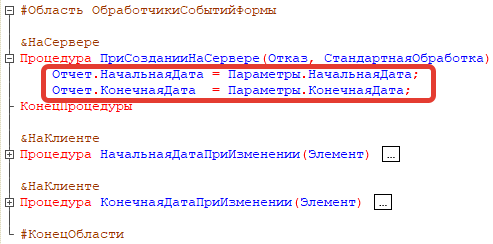 #Область ОбработчикиСобытийФормы
&НаСервере
Процедура ПриСозданииНаСервере(Отказ, СтандартнаяОбработка)
Отчет.НачальнаяДата = Параметры.НачальнаяДата;
Отчет.КонечнаяДата  = Параметры.КонечнаяДата;
КонецПроцедуры
&НаКлиенте
Процедура НачальнаяДатаПриИзменении(Элемент) ...
&НаКлиенте
Процедура КонечнаяДатаПриИзменении(Элемент) ...
#КонецОбласти